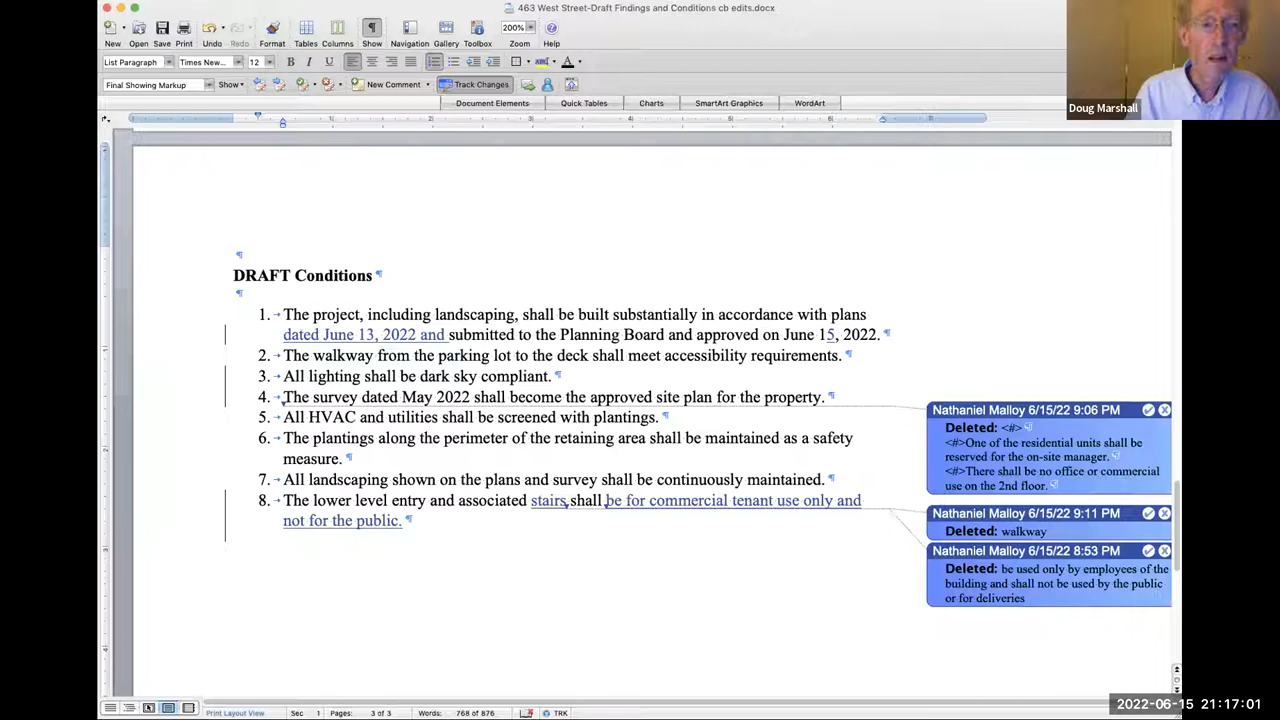 463 West Street-Draft Findings and Conditions cb edits.docx
200%
New Open Save Print Undo Redo Format Tables Columns Show Navigation Gallery Toolbox Zoom Help
List Paragraph Times New... 12 B I U
Final Showing Markup Show New Comment Track Changes
Document Elements Quick Tables Charts SmartArt Graphics WordArt
Doug Marshall
DRAFT Conditions
1. The project, including landscaping, shall be built substantially in accordance with plans
dated June 13, 2022 and submitted to the Planning Board and approved on June 15, 2022.
2. The walkway from the parking lot to the deck shall meet accessibility requirements.
3. All lighting shall be dark sky compliant.
4. The survey dated May 2022 shall become the approved site plan for the property.
5. All HVAC and utilities shall be screened with plantings.
6. The plantings along the perimeter of the retaining area shall be maintained as a safety
measure.
7. All landscaping shown on the plans and survey shall be continuously maintained.
8. The lower level entry and associated stairs shall be for commercial tenant use only and
not for the public.
Nathaniel Malloy 6/15/22 9:06 PM
Deleted: <#>
<#>One of the residential units shall be
reserved for the on-site manager.
<#>There shall be no office or commercial
use on the 2nd floor.
Nathaniel Malloy 6/15/22 9:11 PM
Deleted: walkway
Nathaniel Malloy 6/15/22 8:53 PM
Deleted: be used only by employees of the
building and shall not be used by the public
or for deliveries
Print Layout View Sec 1 Pages: 3 of 3 Words: 768 of 876 TRK
2022-06-15 21:17:01